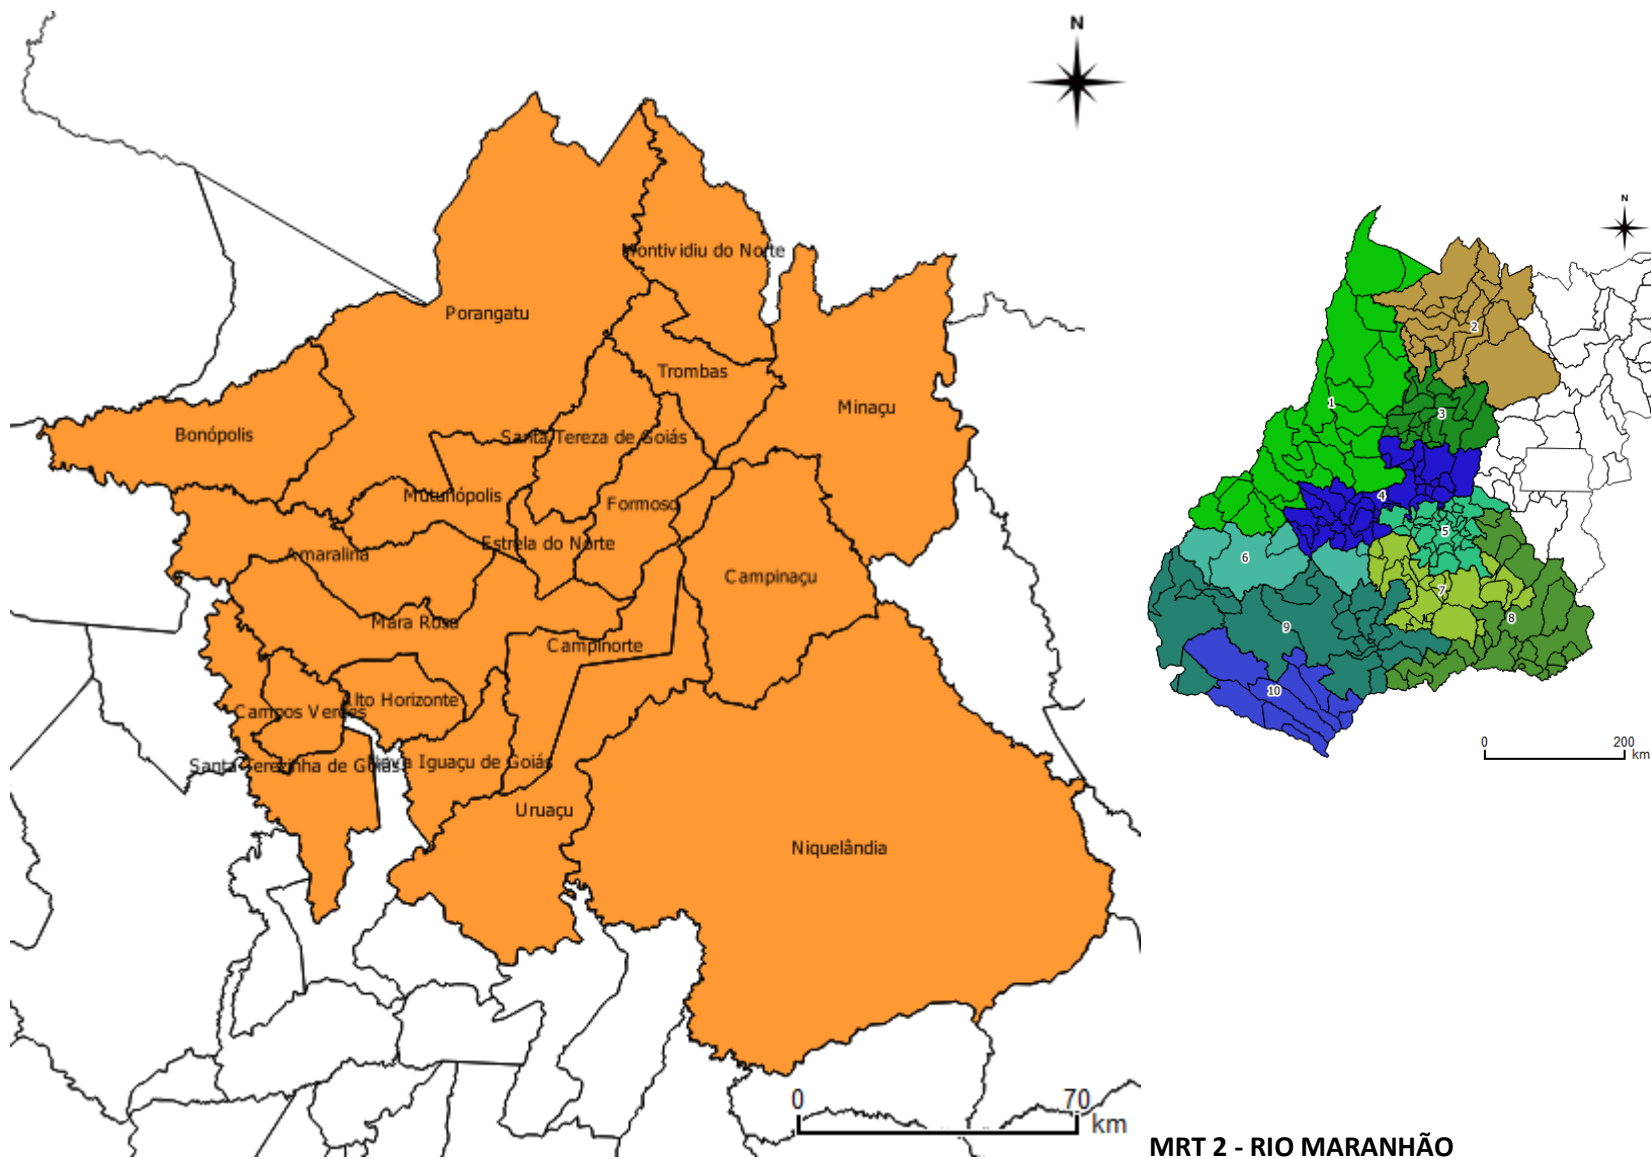 N
Montividiu do Norte
Porangatu
Trombas
Minaçu
Bonópolis
Santa Tereza de Goiás
Mutunópolis
Formoso
Estrela do Norte
Amaralina
Campinaçu
Mara Rosa
Campinorte
Alto Horizonte
Campos Verdes
Santa Terezinha de Goiás
Nova Iguaçu de Goiás
Uruaçu
Niquelândia
0 70
km
N
2
1
3
4
5
6
7
8
9
10
0 200
km
MRT 2 - RIO MARANHÃO